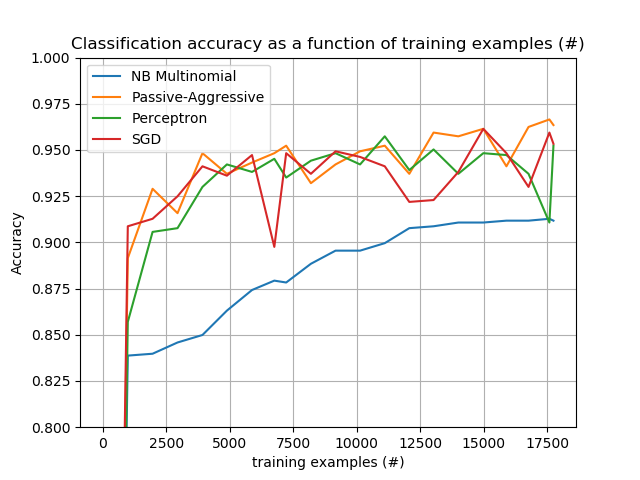 Classification accuracy as a function of training examples (#)
1.000
0.975
0.950
0.925
0.900
0.875
0.850
0.825
0.800
Accuracy
NB Multinomial
Passive-Aggressive
Perceptron
SGD
0 2500 5000 7500 10000 12500 15000 17500
training examples (#)